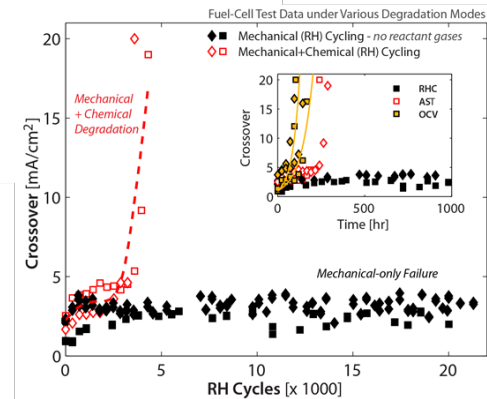 Fuel-Cell Test Data under Various Degradation Modes
Mechanical (RH) Cycling - no reactant gases
Mechanical+Chemical (RH) Cycling
Mechanical
+ Chemical
Degradation
Crossover [mA/cm²]
20
15
10
5
0
Crossover
20
15
10
5
0
RHC
AST
OCV
0
500
1000
Time [hr]
Mechanical-only Failure
0
5
10
15
20
RH Cycles [x 1000]